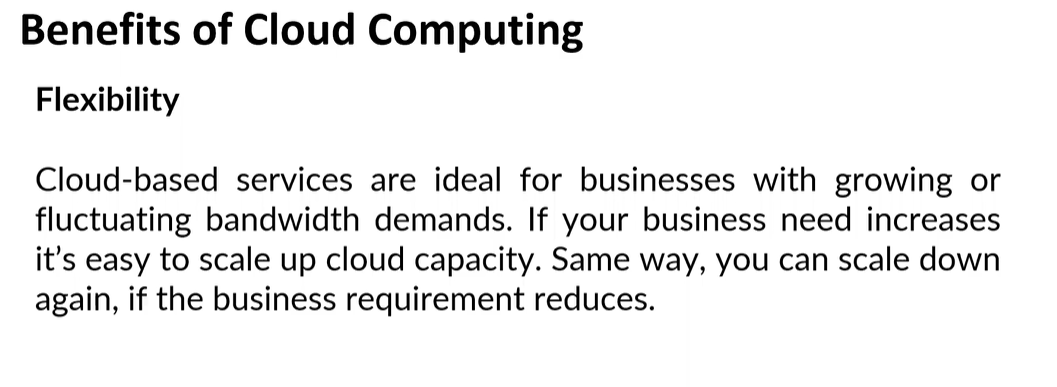 Benefits of Cloud Computing
Flexibility
Cloud-based services are ideal for businesses with growing or
fluctuating bandwidth demands. If your business need increases
it’s easy to scale up cloud capacity. Same way, you can scale down
again, if the business requirement reduces.